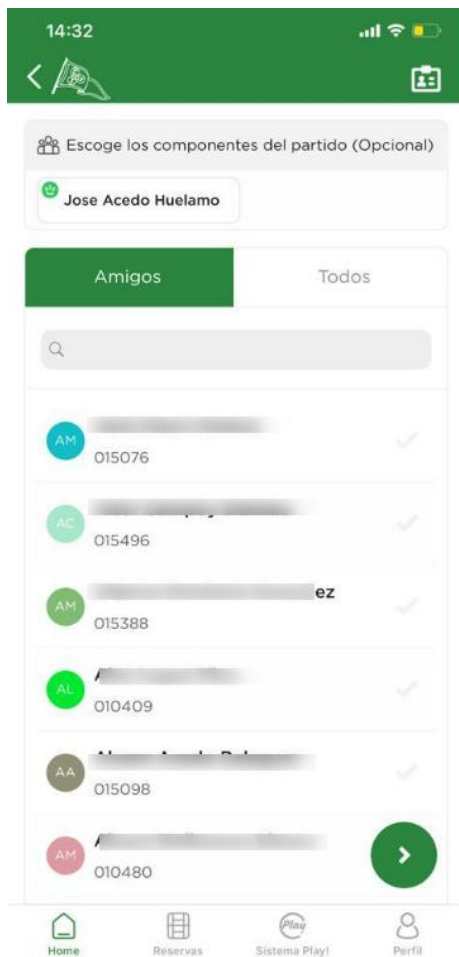 14:32
Escoge los componentes del partido (Opcional)
Jose Acedo Huelamo
Amigos
Todos
AM
015076
AC
015496
AM
ez
015388
AL
A
010409
AA
015098
AM
A
010480
Home
Reservas
Play
Sistema Play!
Perfil